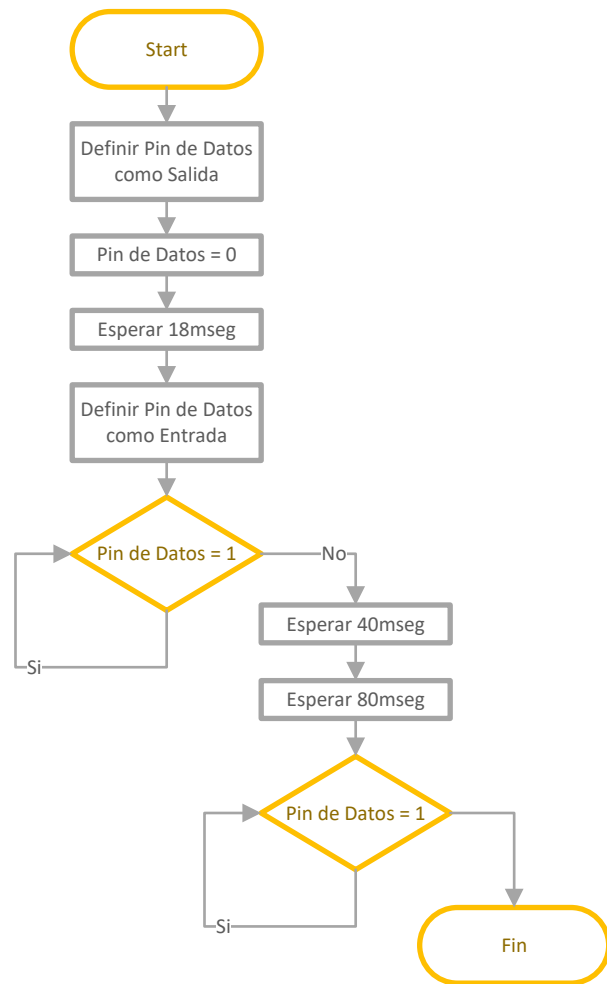 Start
Definir Pin de Datos
como Salida
Pin de Datos = 0
Esperar 18mseg
Definir Pin de Datos
como Entrada
Pin de Datos = 1
No
Si
Esperar 40mseg
Esperar 80mseg
Pin de Datos = 1
Si
Fin